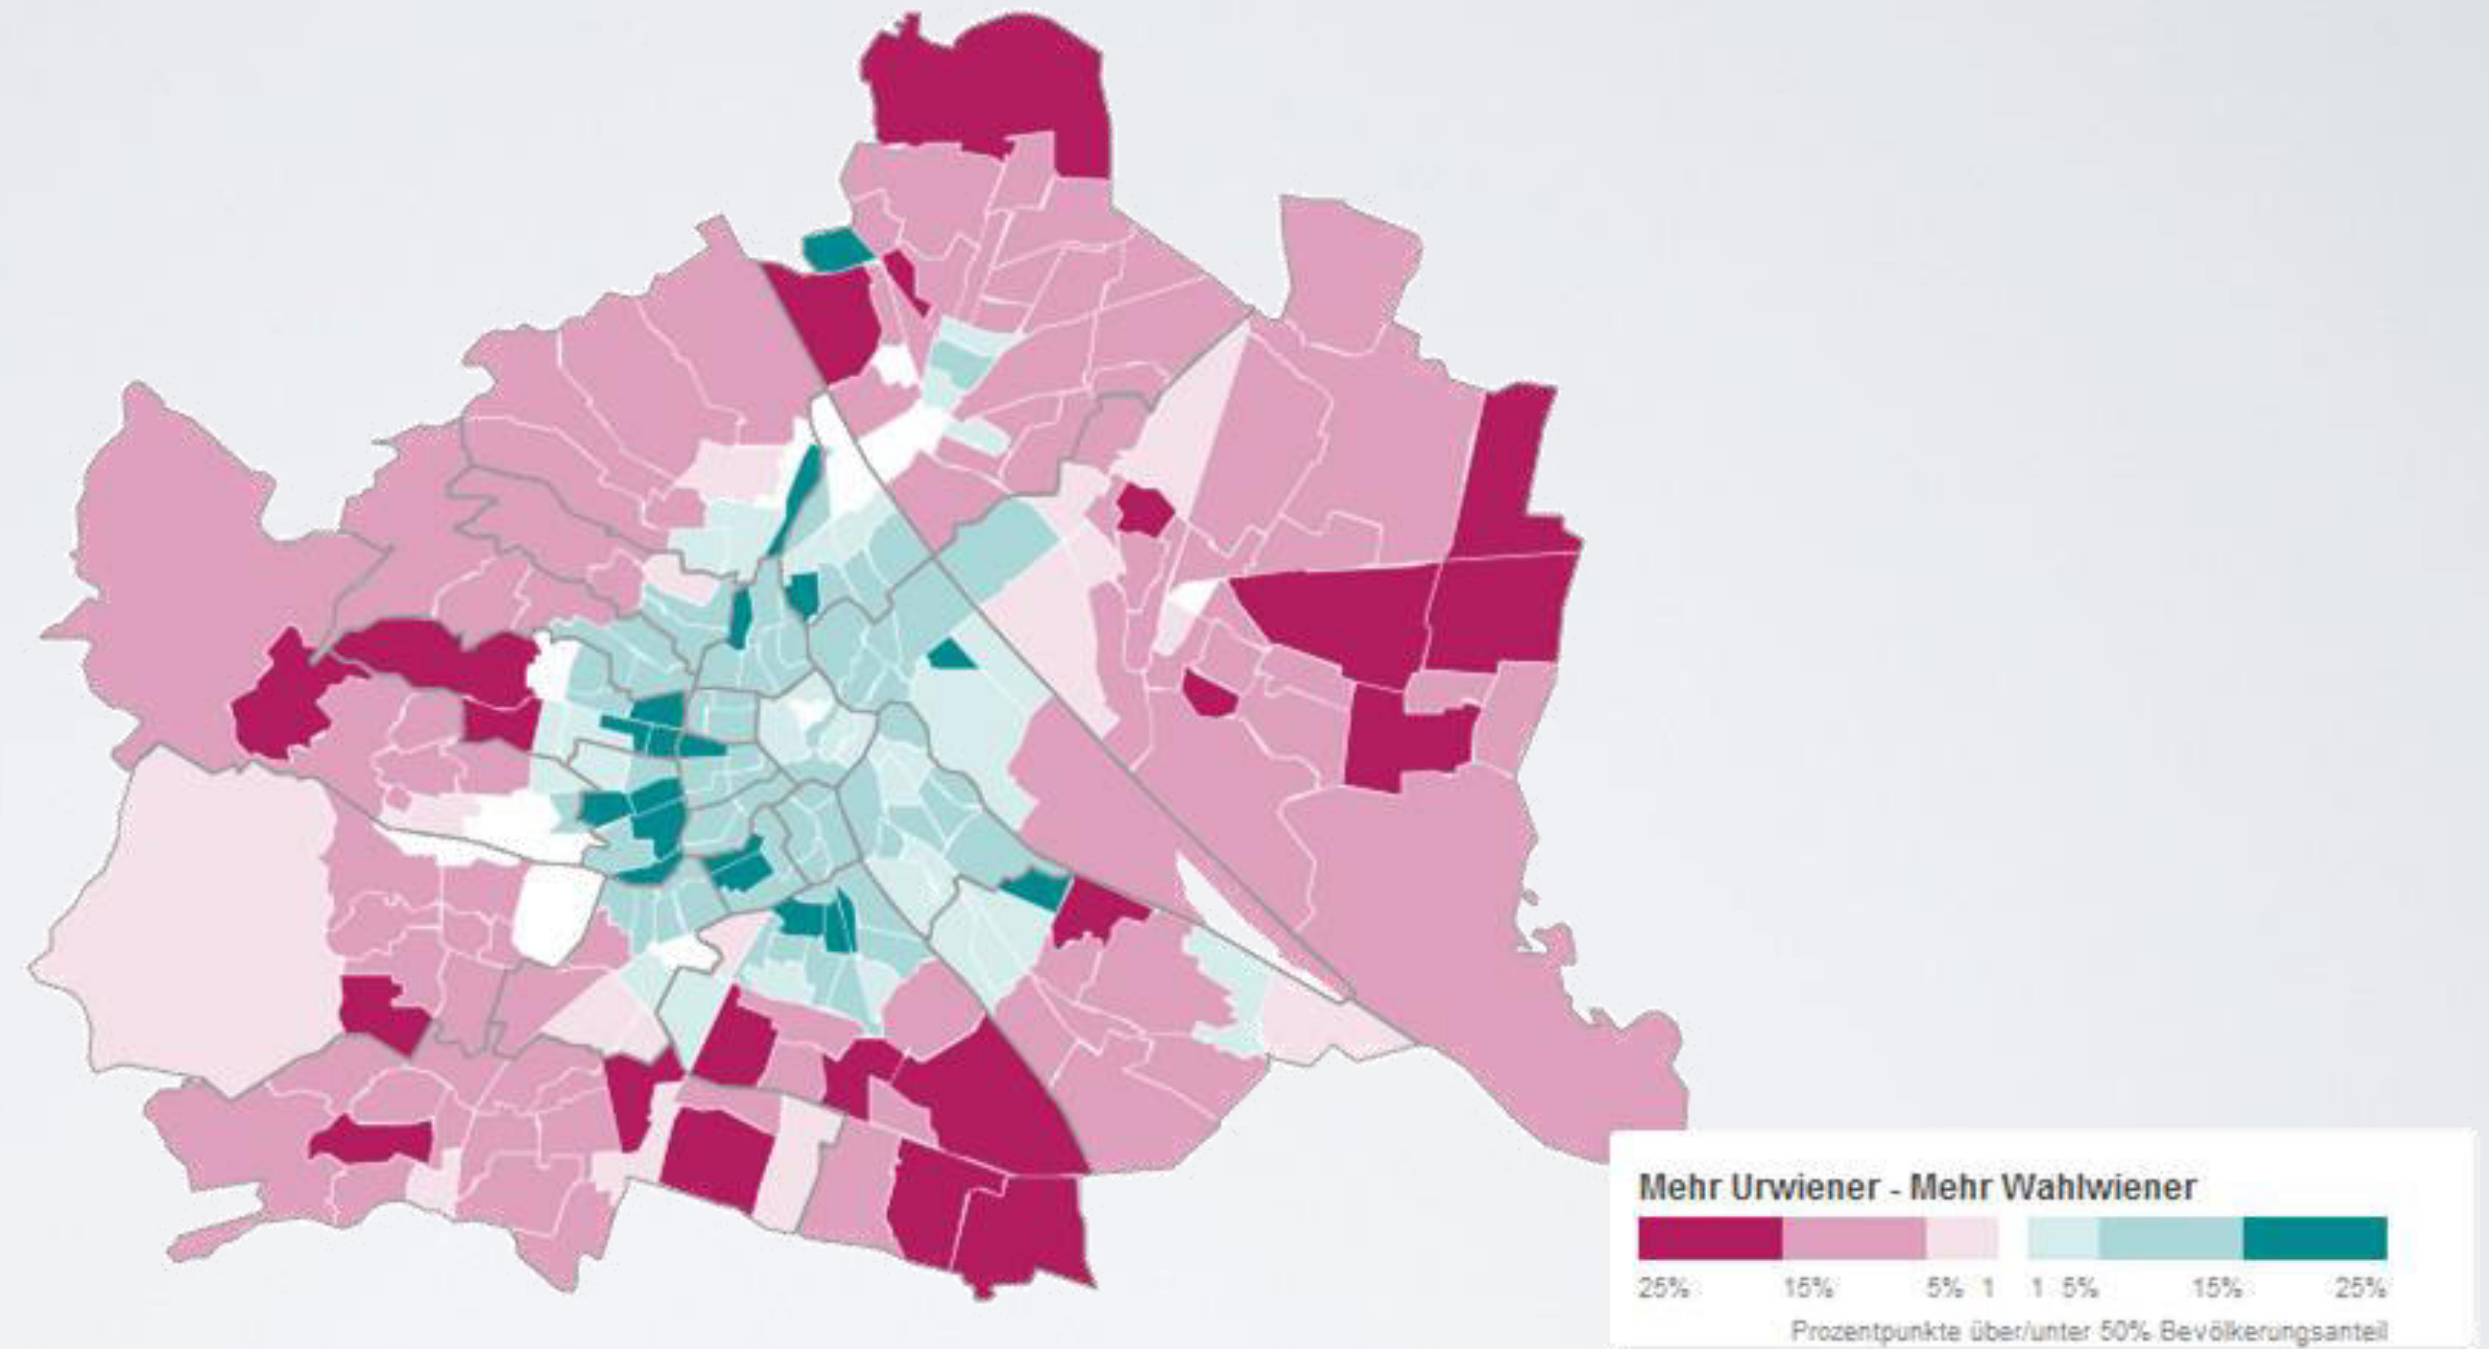 Mehr Urwiener - Mehr Wahlwiener
25% 15% 5% 1 1 5% 15% 25%
Prozentpunkte über/unter 50% Bevölkerungsanteil